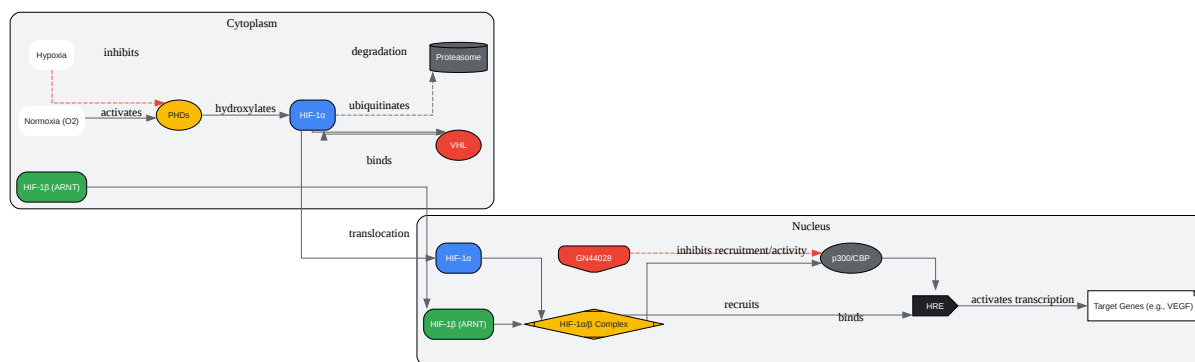 Cytoplasm
Hypoxia
inhibits
degradation
Proteasome
Normoxia (O2)
activates
PHDs
hydroxylates
HIF-1α
ubiquitinates
VHL
binds
HIF-1β (ARNT)
translocation
Nucleus
HIF-1α
GN44028
inhibits recruitment/activity
p300/CBP
HIF-1β (ARNT)
HIF-1α/β Complex
recruits
binds
HRE
activates transcription
Target Genes (e.g., VEGF)